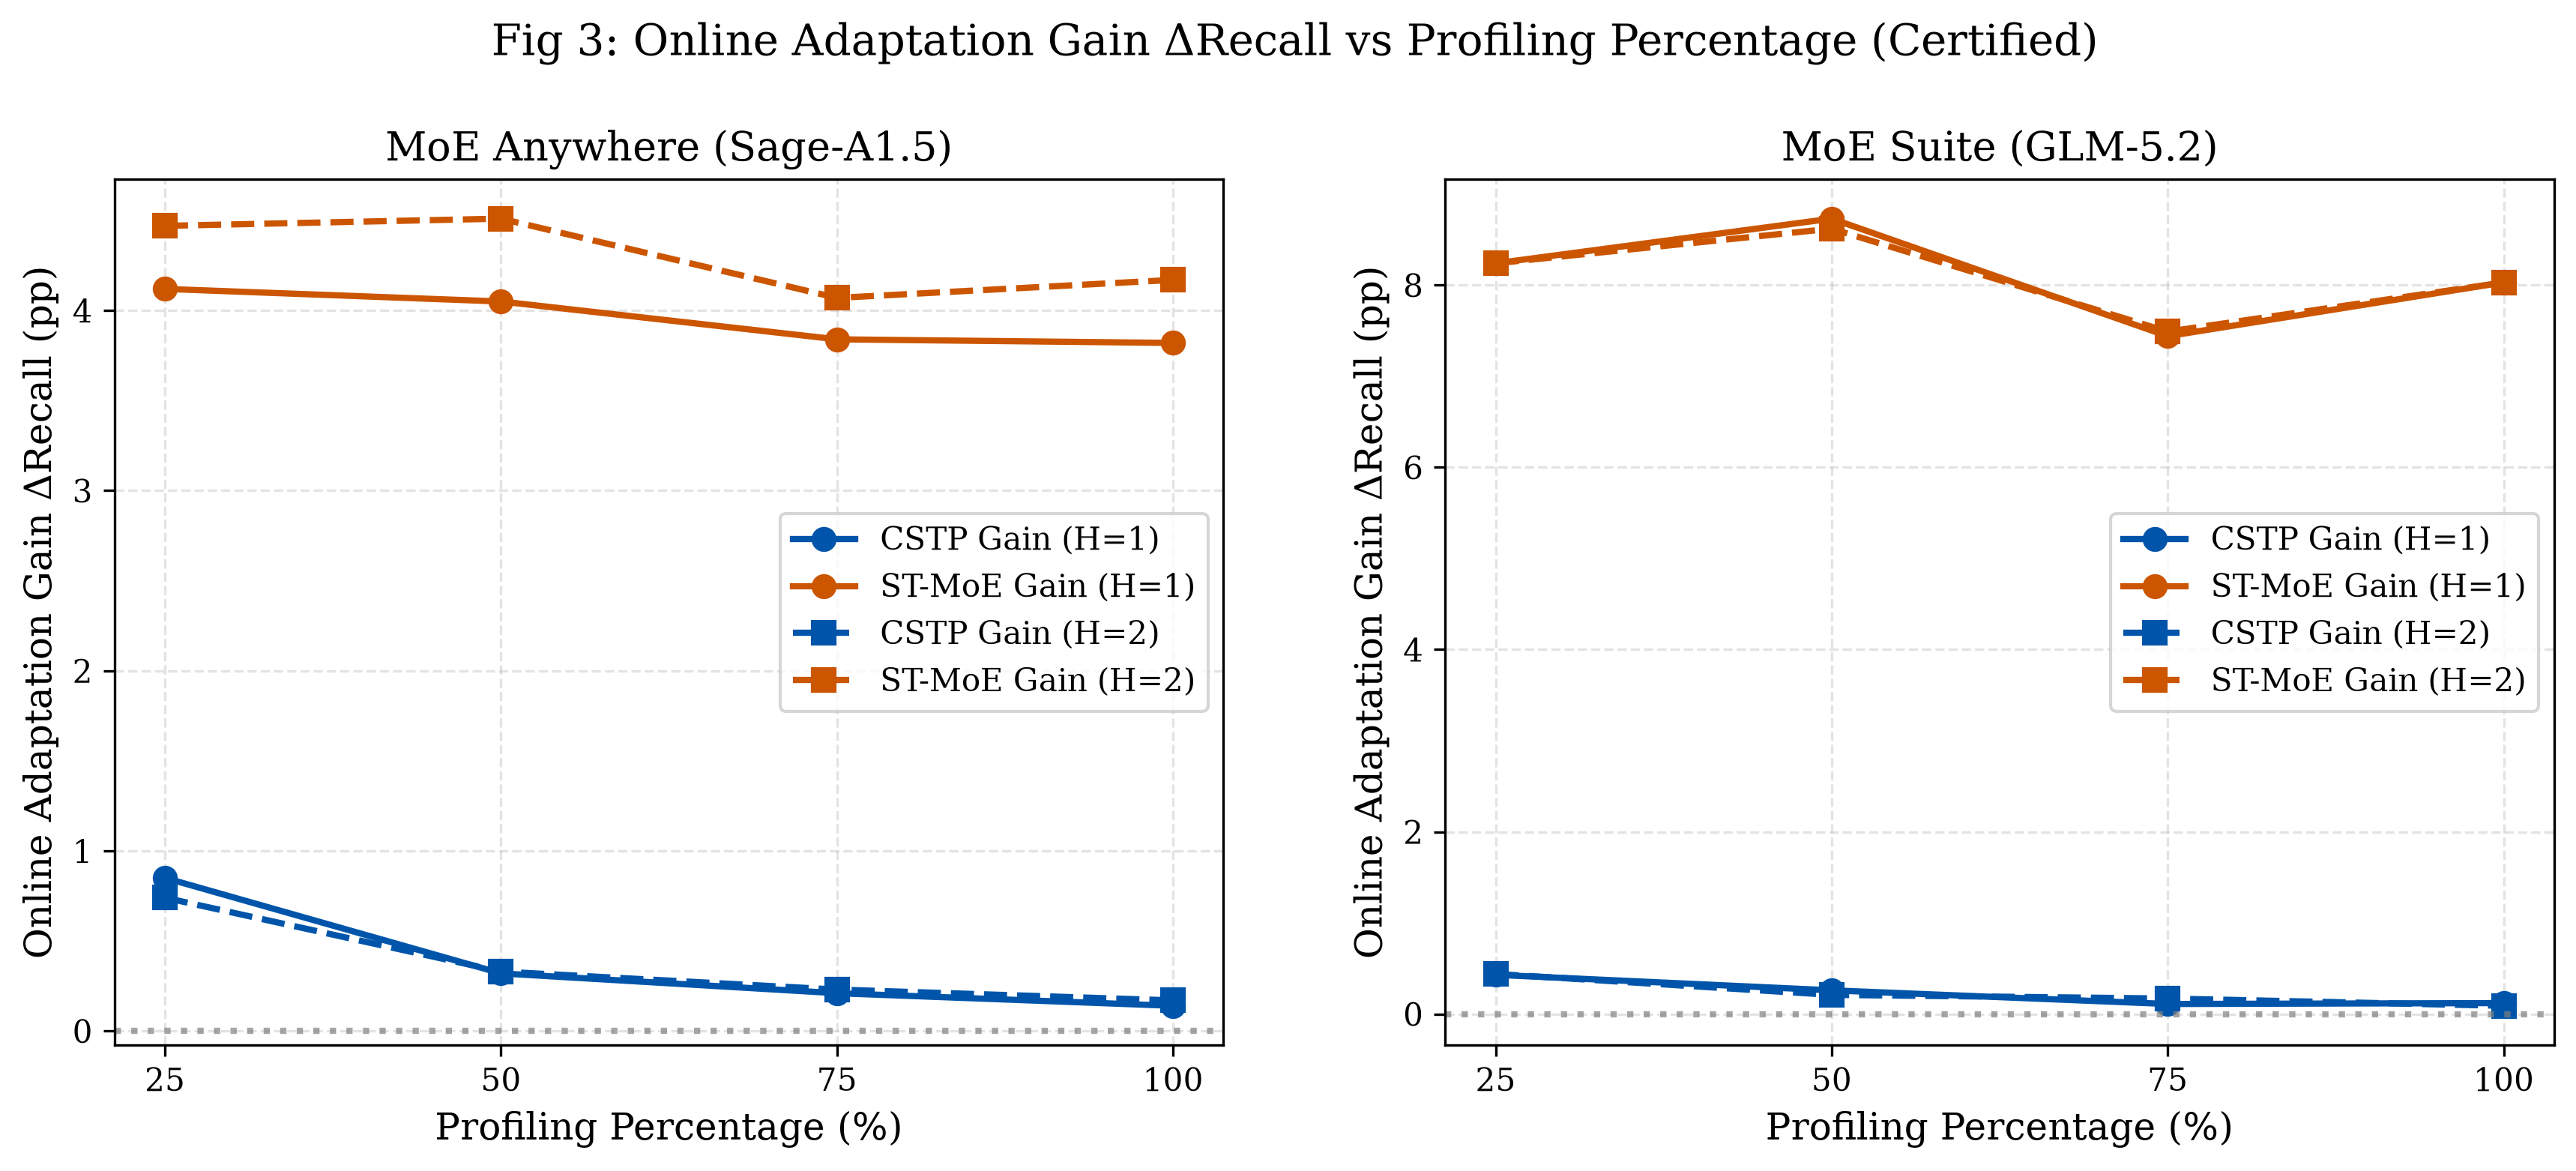 Fig 3: Online Adaptation Gain ΔRecall vs Profiling Percentage (Certified)
MoE Anywhere (Sage-A1.5)
Online Adaptation Gain ΔRecall (pp)
4
3
2
1
0
CSTP Gain (H=1)
ST-MoE Gain (H=1)
CSTP Gain (H=2)
ST-MoE Gain (H=2)
25 50 75 100
Profiling Percentage (%)
MoE Suite (GLM-5.2)
Online Adaptation Gain ΔRecall (pp)
8
6
4
2
0
CSTP Gain (H=1)
ST-MoE Gain (H=1)
CSTP Gain (H=2)
ST-MoE Gain (H=2)
25 50 75 100
Profiling Percentage (%)